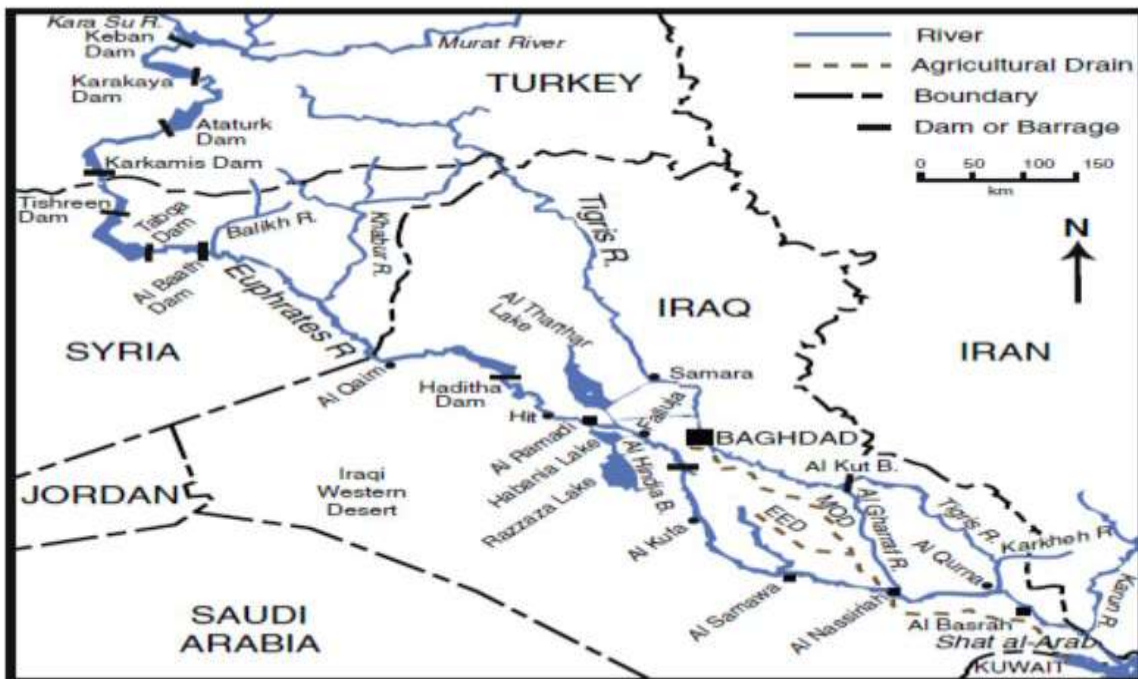 Kara Su R.
Keban
Dam
Murat River
Karakaya
Dam
TURKEY
Ataturk
Dam
Karkamis Dam
River
Agricultural Drain
Boundary
Dam or Barrage
0 50 100 150
km
N
Tishreen
Dam
Tabqa
Dam
Balikh R.
Al Baath
Dam
Khabur R.
Euphrates R
Tigris R.
SYRIA
IRAQ
IRAN
Al Qaim
Al Tharthar
Lake
Samara
Haditha
Dam
Hit
Falluja
BAGHDAD
Al Ramadi
Habania Lake
Razzaza Lake
Al Hindia B.
Al Kut B.
JORDAN
Iraqi
Western
Desert
Al Kufa
EED
MOD
Al Gharraf R.
Tigris R.
Karkheh R
Al Qurna
Karun R.
SAUDI
ARABIA
Al Samawa
Al Nassiriah
Al Basrah
Shat al-Arab
KUWAIT